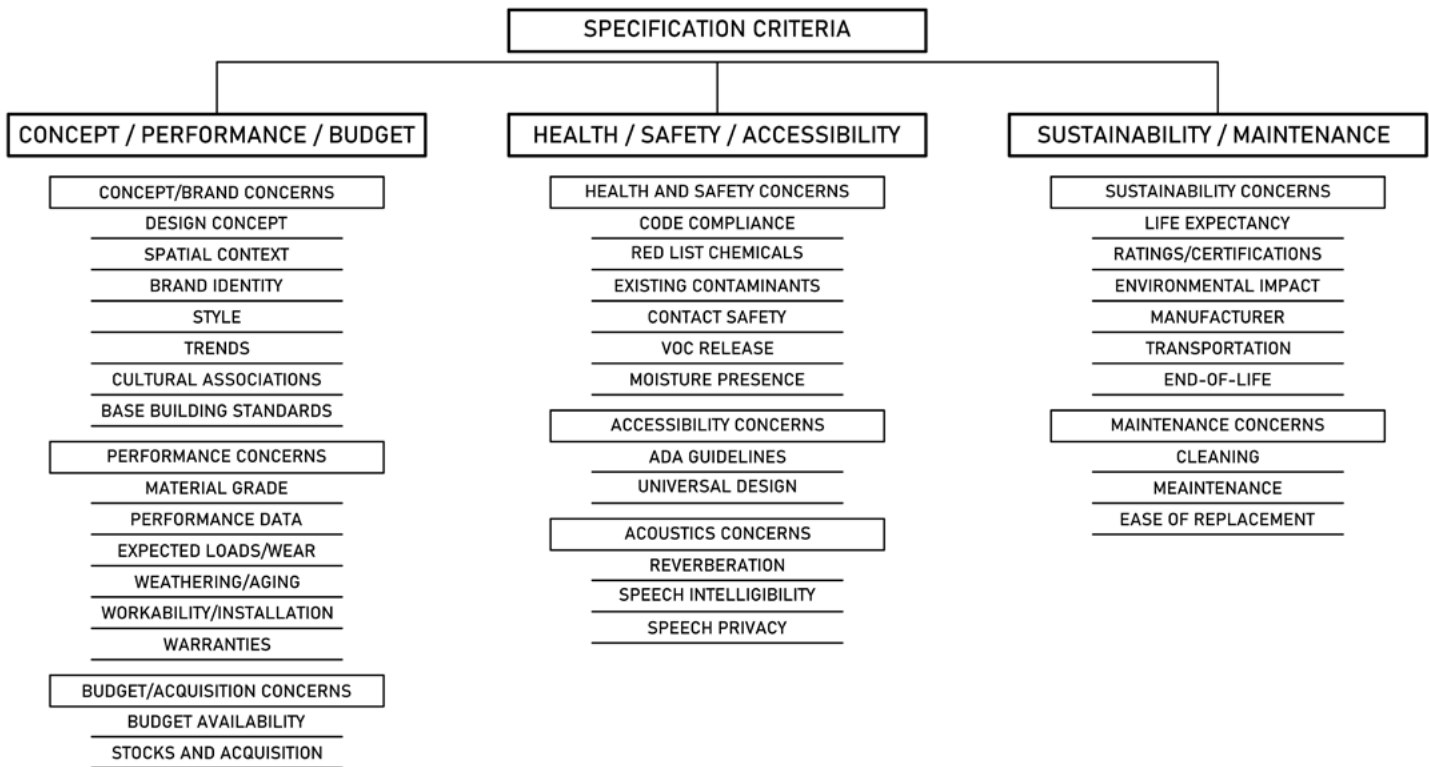 SPECIFICATION CRITERIA
CONCEPT / PERFORMANCE / BUDGET
CONCEPT/BRAND CONCERNS
DESIGN CONCEPT
SPATIAL CONTEXT
BRAND IDENTITY
STYLE
TRENDS
CULTURAL ASSOCIATIONS
BASE BUILDING STANDARDS
PERFORMANCE CONCERNS
MATERIAL GRADE
PERFORMANCE DATA
EXPECTED LOADS/WEAR
WEATHERING/AGING
WORKABILITY/INSTALLATION
WARRANTIES
BUDGET/ACQUISITION CONCERNS
BUDGET AVAILABILITY
STOCKS AND ACQUISITION
HEALTH / SAFETY / ACCESSIBILITY
HEALTH AND SAFETY CONCERNS
CODE COMPLIANCE
RED LIST CHEMICALS
EXISTING CONTAMINANTS
CONTACT SAFETY
VOC RELEASE
MOISTURE PRESENCE
ACCESSIBILITY CONCERNS
ADA GUIDELINES
UNIVERSAL DESIGN
ACOUSTICS CONCERNS
REVERBERATION
SPEECH INTELLIGIBILITY
SPEECH PRIVACY
SUSTAINABILITY / MAINTENANCE
SUSTAINABILITY CONCERNS
LIFE EXPECTANCY
RATINGS/CERTIFICATIONS
ENVIRONMENTAL IMPACT
MANUFACTURER
TRANSPORTATION
END-OF-LIFE
MAINTENANCE CONCERNS
CLEANING
MEAINTENANCE
EASE OF REPLACEMENT